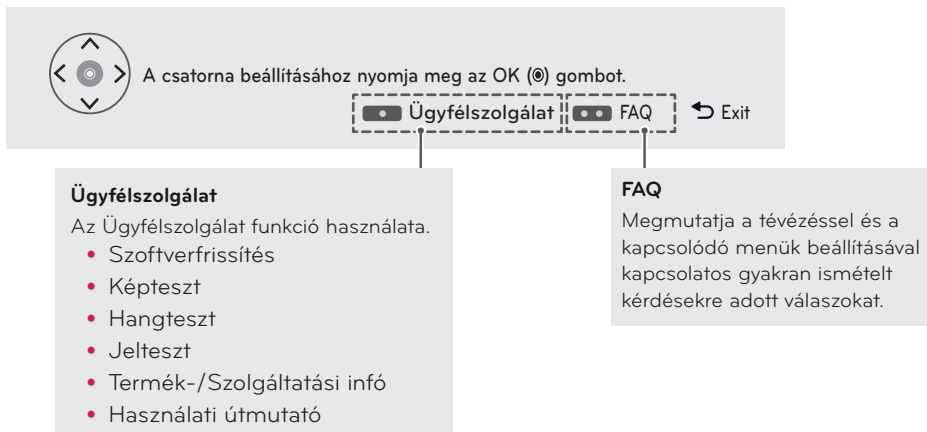 A csatorna beállításához nyomja meg az OK (◉) gombot.
Ügyfélszolgálat FAQ Exit
Ügyfélszolgálat
Az Ügyfélszolgálat funkció használata.
• Szoftverfrissítés
• Képteszt
• Hangteszt
• Jelteszt
• Termék-/Szolgáltatási infó
• Használati útmutató
FAQ
Megmutatja a tévézéssel és a
kapcsolódó menük beállításával
kapcsolatos gyakran ismételt
kérdésekre adott válaszokat.